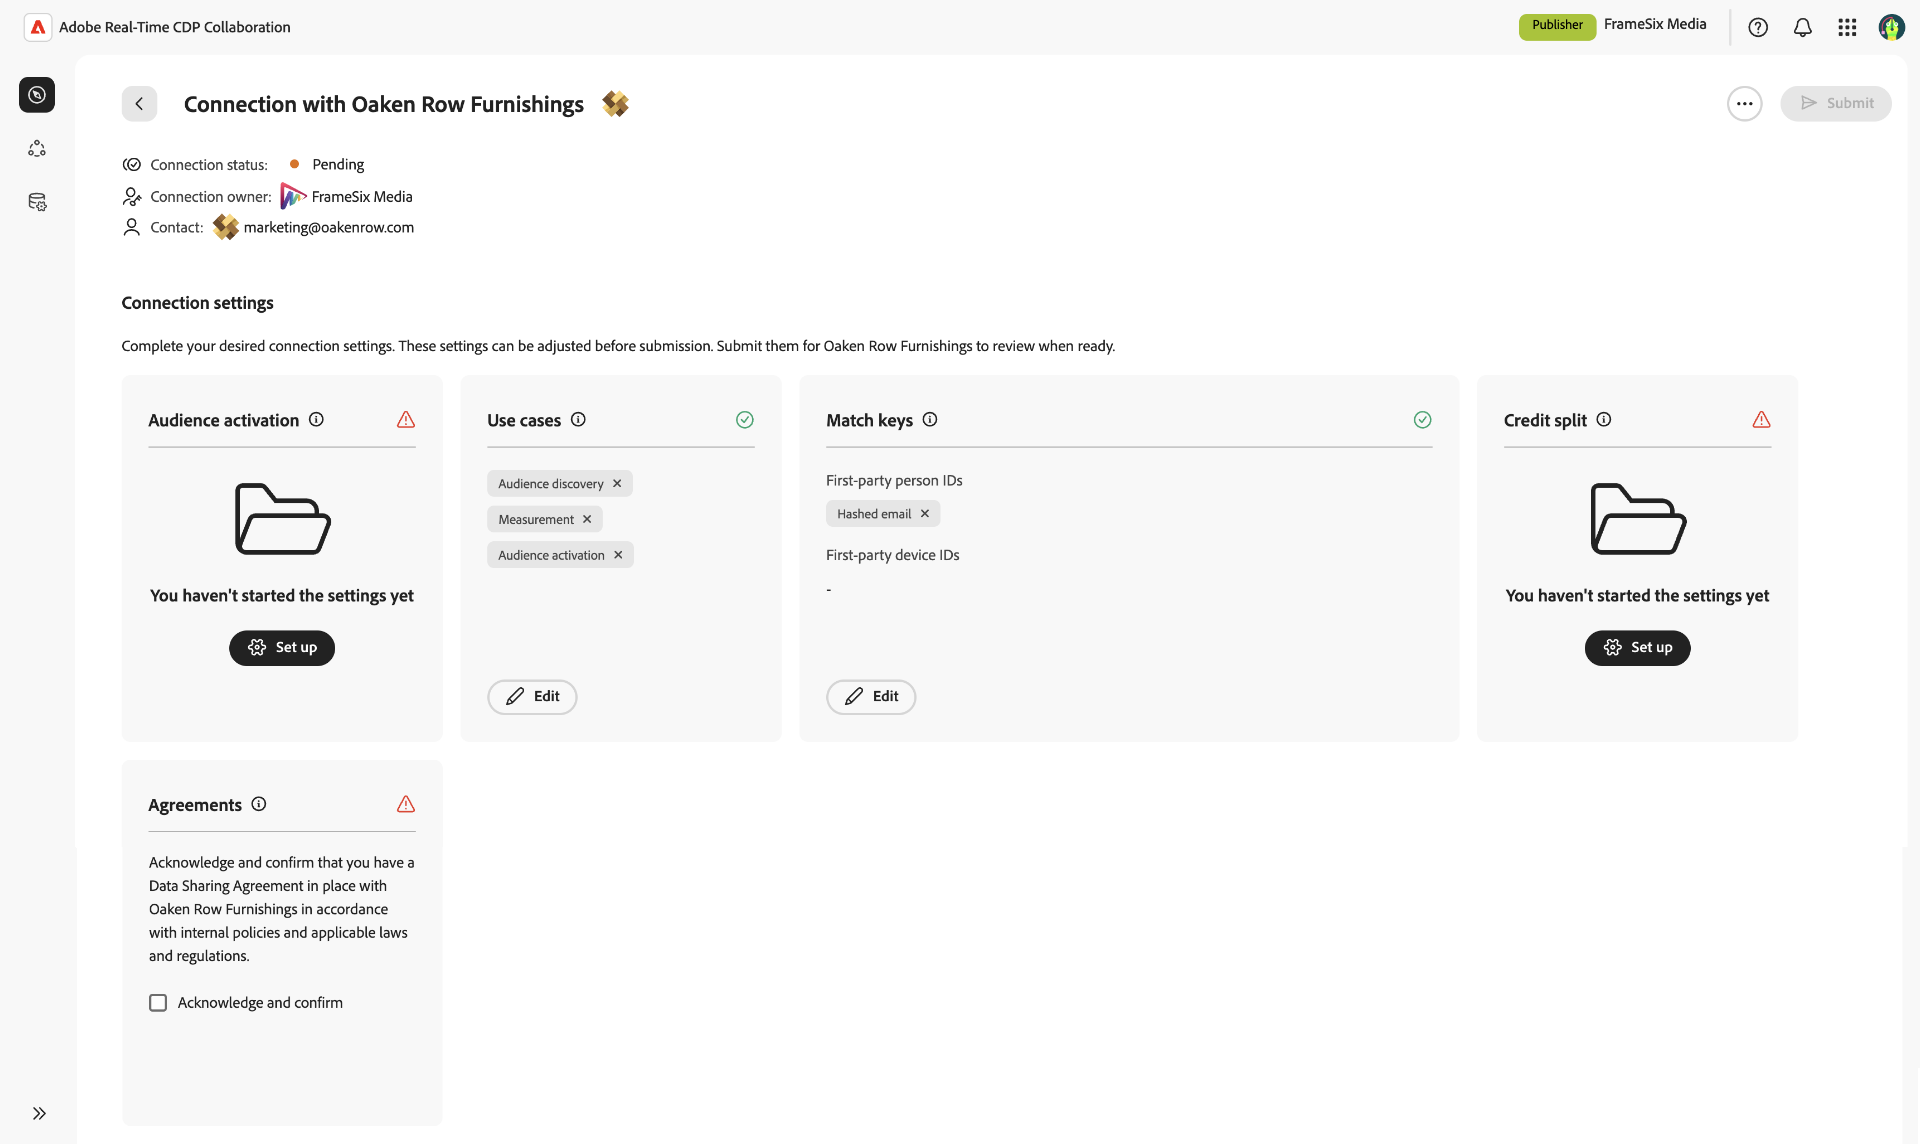 Adobe Real-Time CDP Collaboration
Publisher
FrameSix Media
Connection with Oaken Row Furnishings
Submit
Connection status:
Pending
Connection owner:
FrameSix Media
Contact:
marketing@oakenrow.com
Connection settings
Complete your desired connection settings. These settings can be adjusted before submission. Submit them for Oaken Row Furnishings to review when ready.
Audience activation
You haven't started the settings yet
Set up
Use cases
Audience discovery
Measurement
Audience activation
Edit
Match keys
First-party person IDs
Hashed email
First-party device IDs
-
Edit
Credit split
You haven't started the settings yet
Set up
Agreements
Acknowledge and confirm that you have a
Data Sharing Agreement in place with
Oaken Row Furnishings in accordance
with internal policies and applicable laws
and regulations.
Acknowledge and confirm